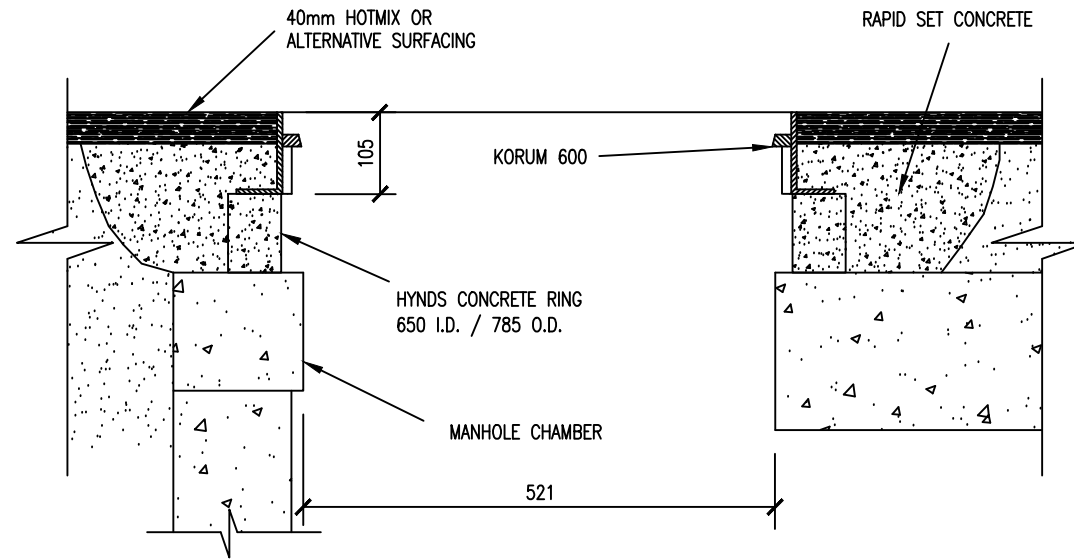 40mm HOTMIX OR
ALTERNATIVE SURFACING
RAPID SET CONCRETE
105
KORUM 600
HYNDS CONCRETE RING
650 I.D. / 785 O.D.
MANHOLE CHAMBER
521